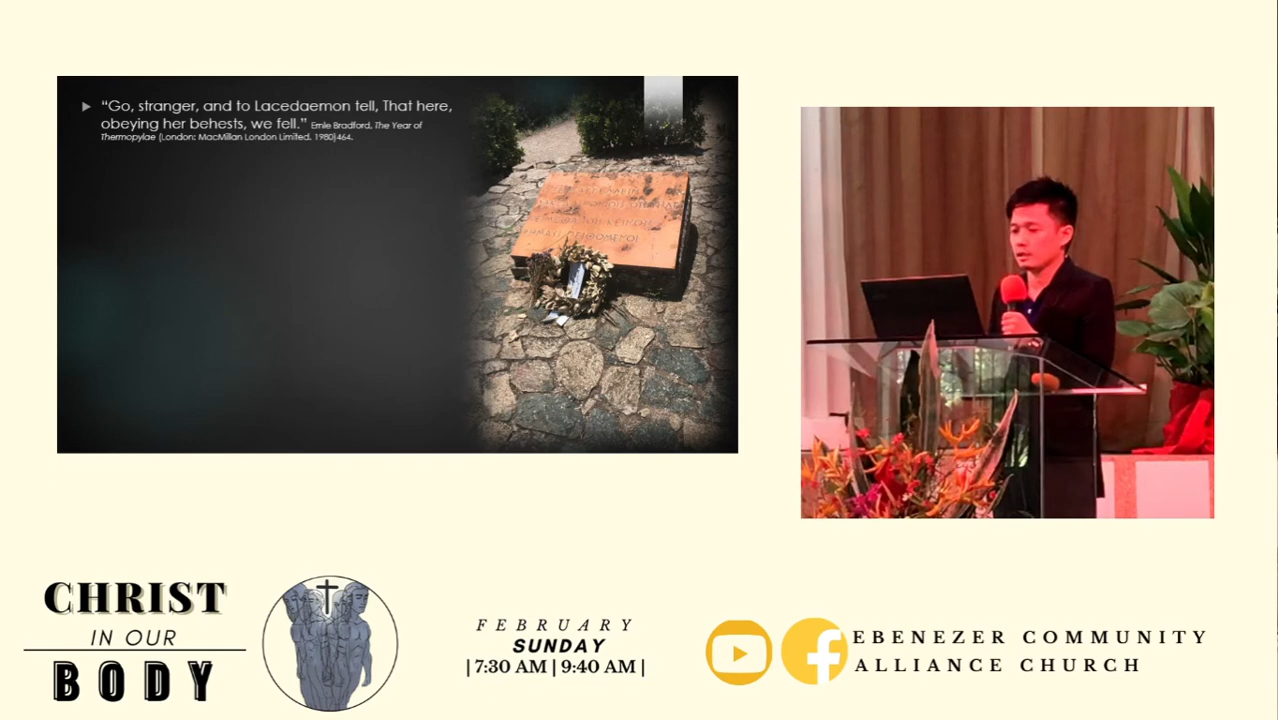 “Go, stranger, and to Lacedaemon tell, That here,
obeying her behests, we fell.” Ernle Bradford, The Year of
Thermopylae (London: MacMillan London Limited, 1980)464.
CHRIST
IN OUR
BODY
FEBRUARY
SUNDAY
| 7:30 AM | 9:40 AM |
EBENEZER COMMUNITY
ALLIANCE CHURCH